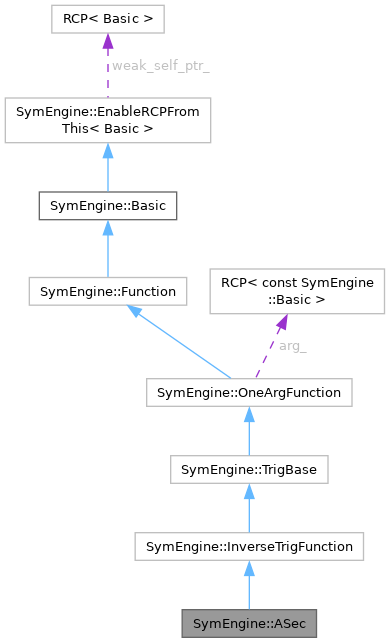 RCP< Basic >
weak_self_ptr_
SymEngine::EnableRCPFrom
This< Basic >
SymEngine::Basic
SymEngine::Function
RCP< const SymEngine
::Basic >
arg_
SymEngine::OneArgFunction
SymEngine::TrigBase
SymEngine::InverseTrigFunction
SymEngine::ASec